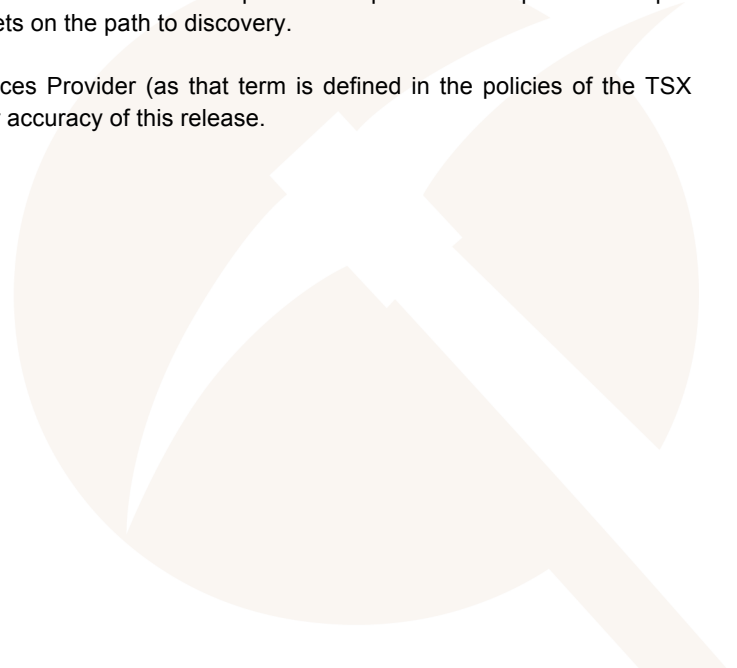 ets on the path to discovery.
ces Provider (as that term is defined in the policies of the TSX
accuracy of this release.